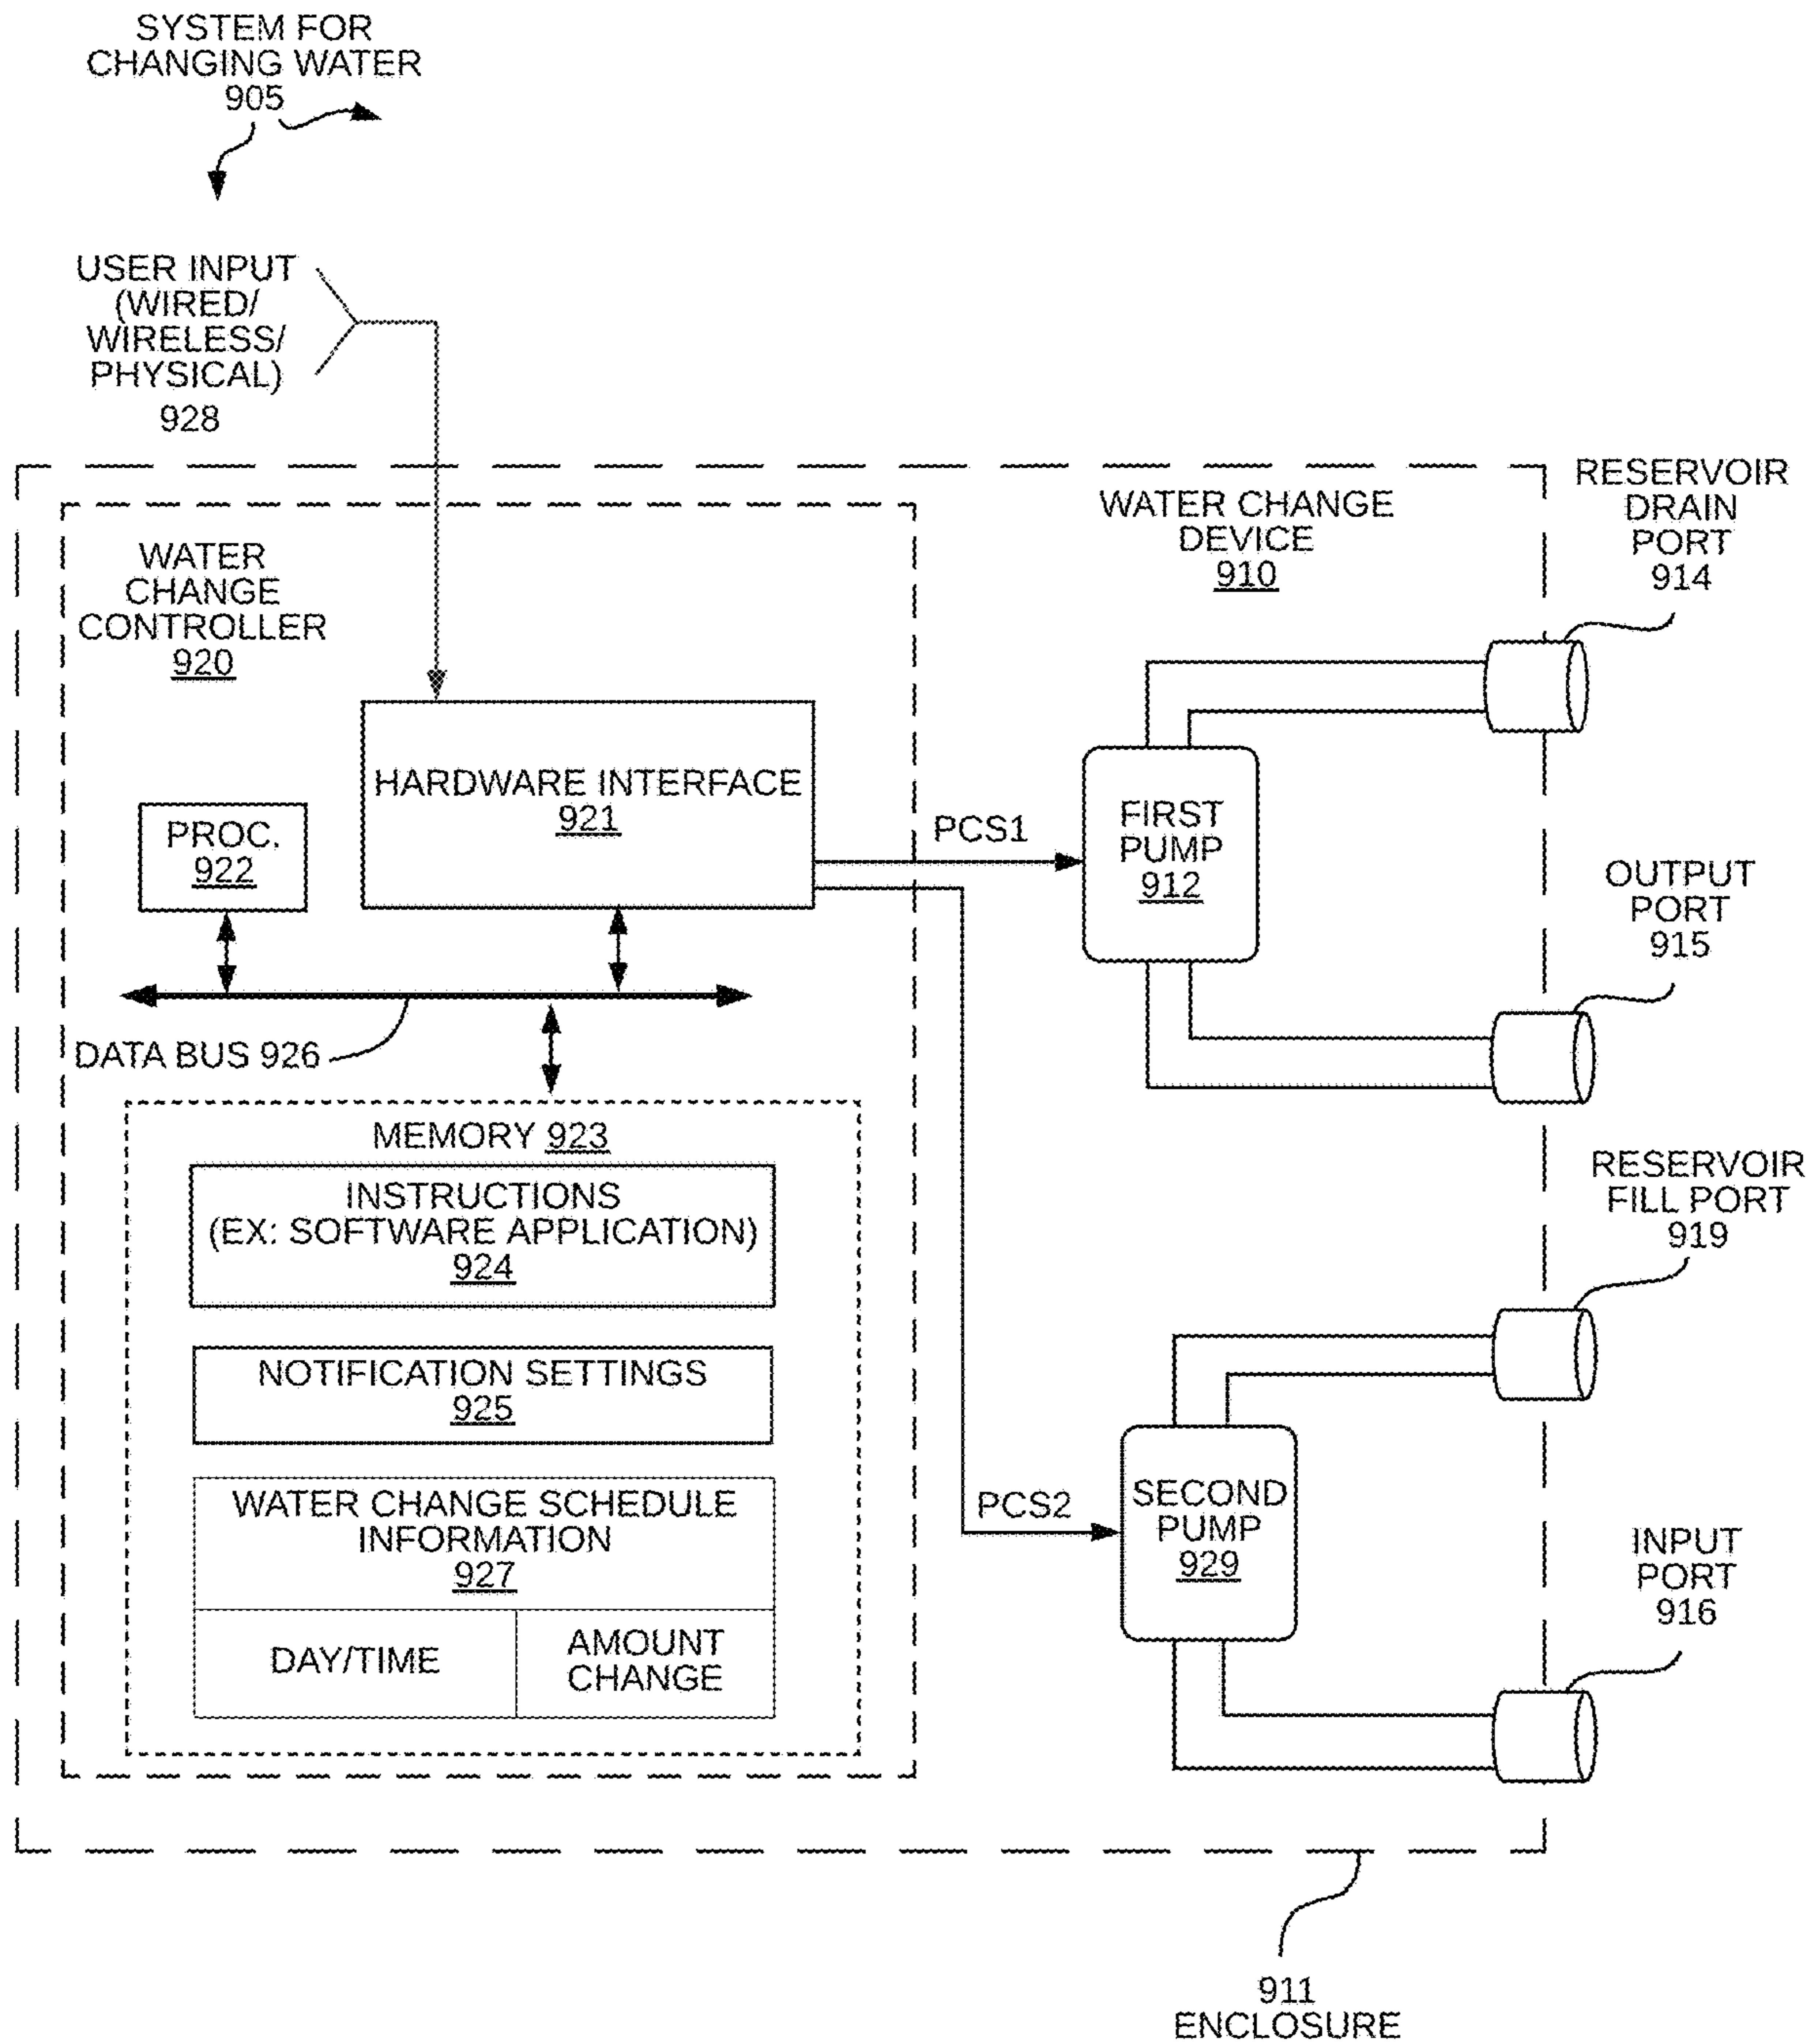 SYSTEM FOR
CHANGING WATER
905
USER INPUT
(WIRED/
WIRELESS/
PHYSICAL)
928
WATER CHANGE
DEVICE
910
RESERVOIR
DRAIN
PORT
914
WATER
CHANGE
CONTROLLER
920
HARDWARE INTERFACE
921
PROC.
922
PCS1
FIRST
PUMP
912
OUTPUT
PORT
915
DATA BUS 926
MEMORY 923
INSTRUCTIONS
(EX: SOFTWARE APPLICATION)
924
RESERVOIR
FILL PORT
919
NOTIFICATION SETTINGS
925
WATER CHANGE SCHEDULE
INFORMATION
927
DAY/TIME
AMOUNT
CHANGE
PCS2
SECOND
PUMP
929
INPUT
PORT
916
911
ENCLOSURE